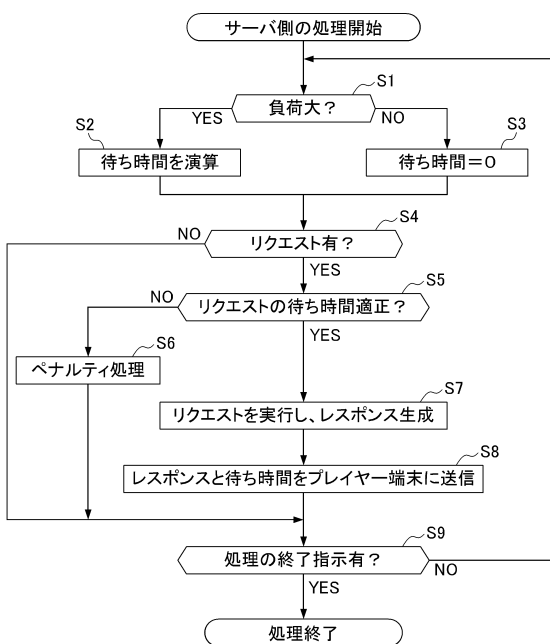 サーバ側の処理開始
S1
負荷大?
YES
NO
S2
S3
待ち時間を演算
待ち時間=0
S4
NO
リクエスト有?
YES
S5
NO
リクエストの待ち時間適正?
YES
S6
ペナルティ処理
S7
リクエストを実行し、レスポンス生成
S8
レスポンスと待ち時間をプレイヤー端末に送信
S9
処理の終了指示有?
NO
YES
処理終了